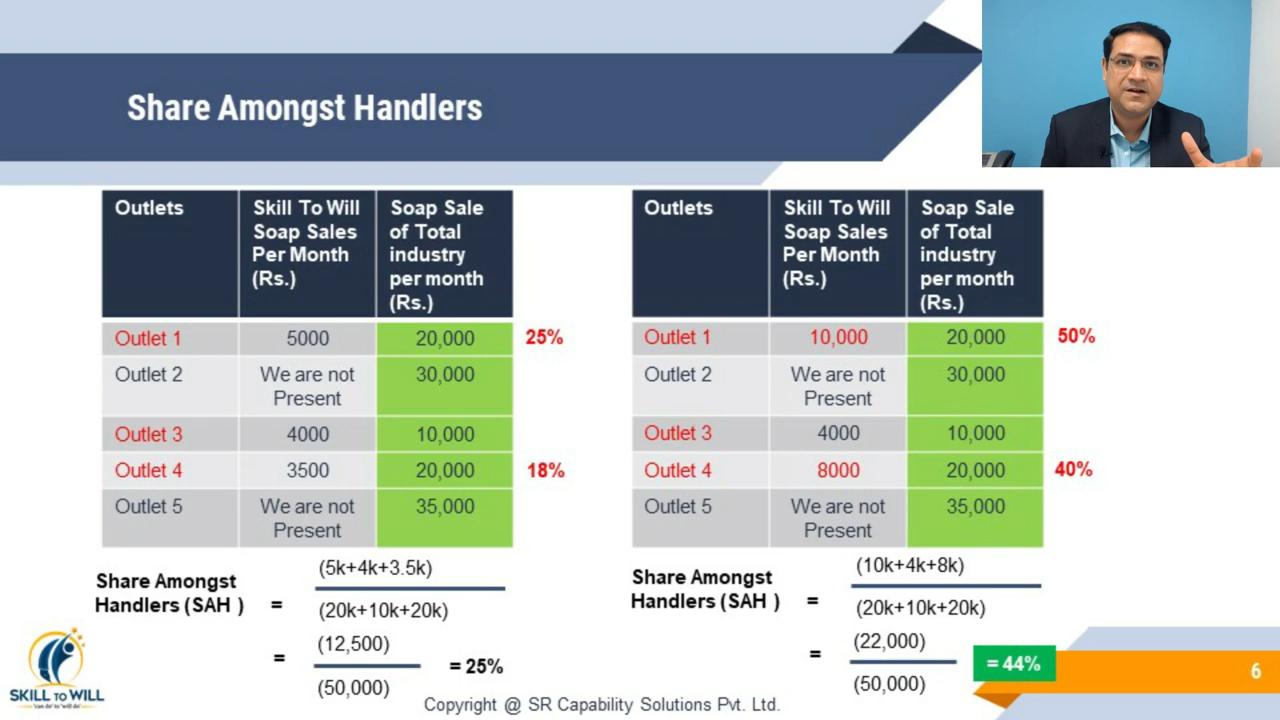 Share Amongst Handlers
Outlets
Skill To Will
Soap Sales
Per Month
(Rs.)
Soap Sale
of Total
industry
per month
(Rs.)
Outlet 1
5000
20,000
25%
Outlet 2
We are not
Present
30,000
Outlet 3
4000
10,000
Outlet 4
3500
20,000
18%
Outlet 5
We are not
Present
35,000
Share Amongst
Handlers (SAH )
=
(5k+4k+3.5k)
(20k+10k+20k)
=
(12,500)
(50,000)
= 25%
Outlets
Skill To Will
Soap Sales
Per Month
(Rs.)
Soap Sale
of Total
industry
per month
(Rs.)
Outlet 1
10,000
20,000
50%
Outlet 2
We are not
Present
30,000
Outlet 3
4000
10,000
Outlet 4
8000
20,000
40%
Outlet 5
We are not
Present
35,000
Share Amongst
Handlers (SAH )
=
(10k+4k+8k)
(20k+10k+20k)
=
(22,000)
(50,000)
= 44%
SKILL TO WILL
'can do' to 'will do'
Copyright @ SR Capability Solutions Pvt. Ltd.
6